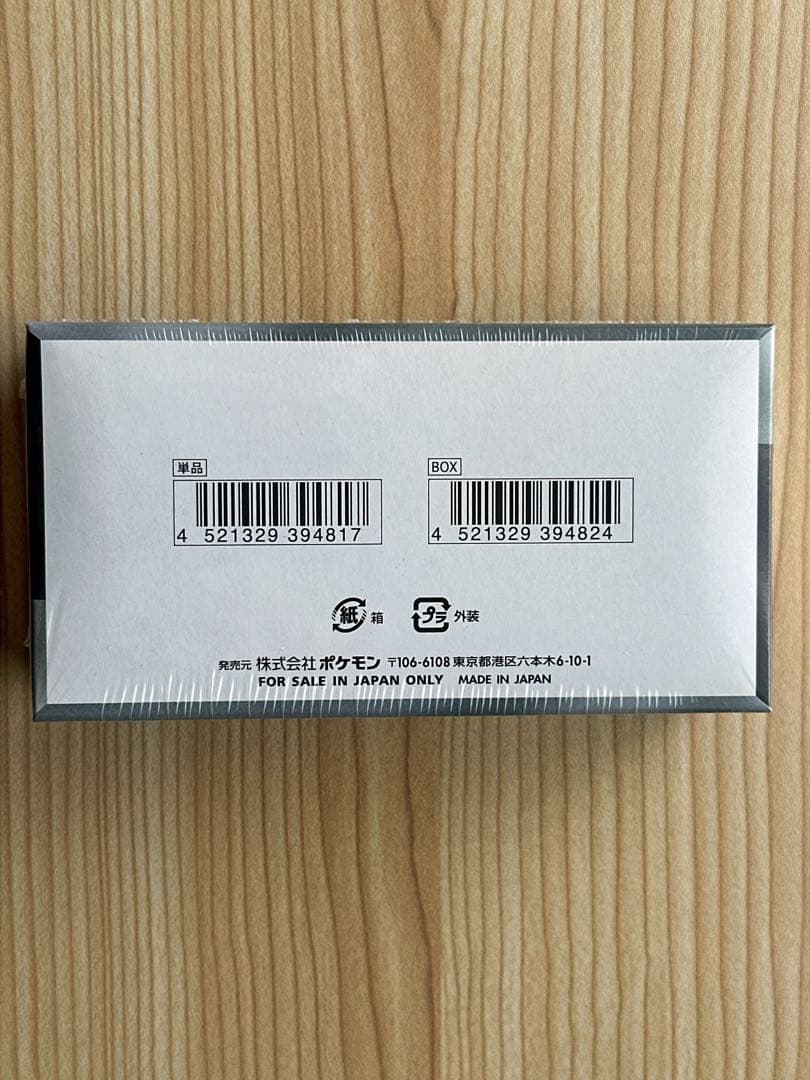 単品
4 521329 394817
BOX
4 521329 394824
紙 箱
プラ 外装
発売元 株式会社 ポケモン 〒106-6108 東京都港区六本木6-10-1
FOR SALE IN JAPAN ONLY MADE IN JAPAN